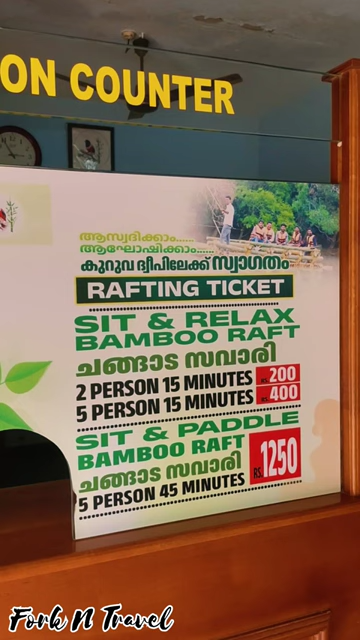 ON COUNTER
ആസ്വദിക്കാം......
ആഘോഷിക്കാം......
കുറുവ ദ്വീപിലേക്ക് സ്വാഗതം
RAFTING TICKET
SIT & RELAX
BAMBOO RAFT
ചങ്ങാട സവാരി
2 PERSON 15 MINUTES RS.200
5 PERSON 15 MINUTES RS.400
SIT & PADDLE
BAMBOO RAFT
ചങ്ങാട സവാരി
5 PERSON 45 MINUTES RS.1250
Fork N Travel